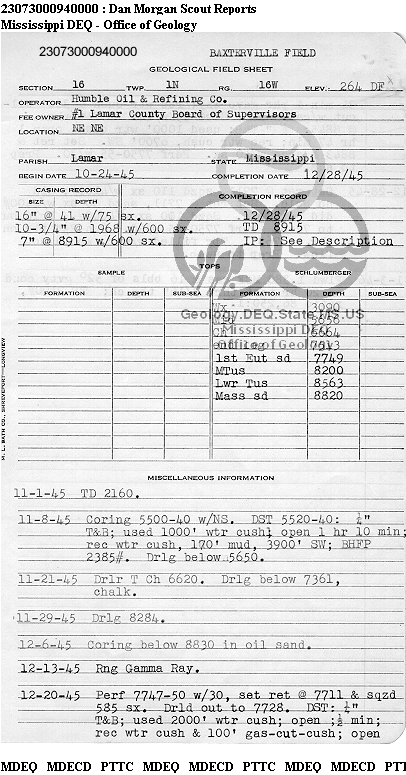 23073000940000 : Dan Morgan Scout Reports
Mississippi DEQ - Office of Geology
23073000940000 BAXTERVILLE FIELD
GEOLOGICAL FIELD SHEET
SECTION 16 TWP. 1N RG. 16W ELEV.: 264 DF
OPERATOR Humble Oil & Refining Co.
FEE OWNER #1 Lamar County Board of Supervisors
LOCATION NE NE
PARISH Lamar STATE Mississippi
BEGIN DATE 10-24-45 COMPLETION DATE 12/28/45
CASING RECORD COMPLETION RECORD
SIZE DEPTH
16" @ 41 w/75 sx. 12/28/45
10-3/4" @ 1968 w/600 sx. TD 8915
7" @ 8915 w/600 sx. IP: See Description
TOPS
SAMPLE SCHLUMBERGER
FORMATION DEPTH SUB-SEA FORMATION DEPTH SUB-SEA
Geology.DEQ.State.MS.US
Mississippi DEQ
Office of Geology
1st Eut sd 7749
MTus 8200
Lwr Tus 8563
Mass sd 8820
M. L. BATH CO., SHREVEPORT—LONGVIEW
MISCELLANEOUS INFORMATION
11-1-45 TD 2160.
11-8-45 Coring 5500-40 w/NS. DST 5520-40: ¼"
T&B; used 1000' wtr cush; open 1 hr 10 min;
rec wtr cush, 170' mud, 3900' SW; BHFP
2385#. Drlg below 5650.
11-21-45 Drlr T Ch 6620. Drlg below 7361,
chalk.
11-29-45 Drlg 8284.
12-6-45 Coring below 8830 in oil sand.
12-13-45 Rng Gamma Ray.
12-20-45 Perf 7747-50 w/30, set ret @ 7711 & sqzd
585 sx. Drld out to 7728. DST: ¼"
T&B; used 2000' wtr cush; open ;½ min;
rec wtr cush & 100' gas-cut-cush; open
MDEQ MDECD PTTC MDEQ MDECD PTTC MDEQ MDECD PTT